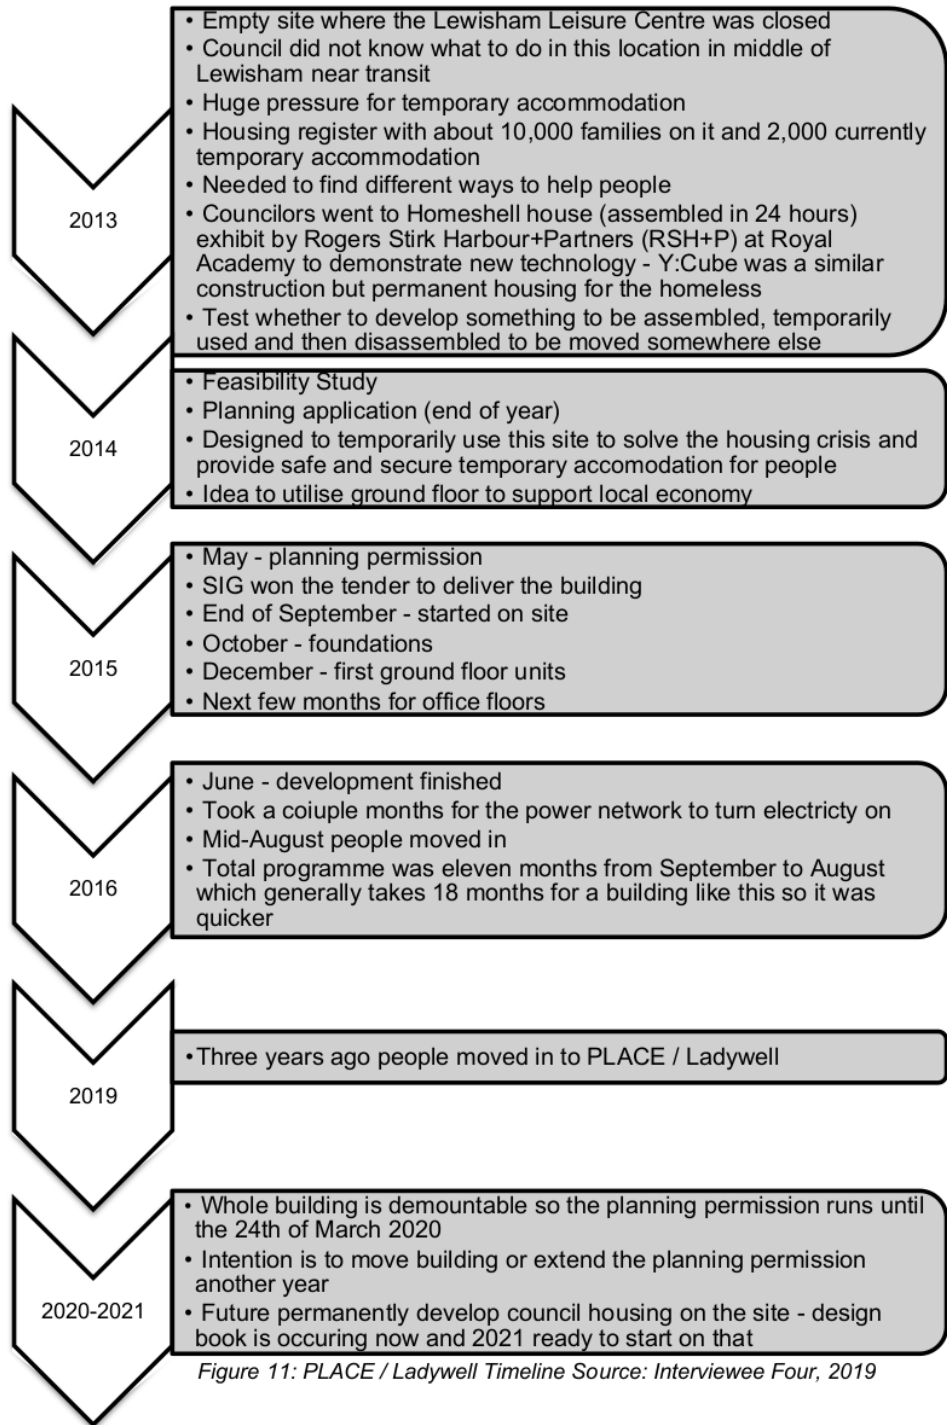 2013
• Empty site where the Lewisham Leisure Centre was closed
• Council did not know what to do in this location in middle of
Lewisham near transit
• Huge pressure for temporary accommodation
• Housing register with about 10,000 families on it and 2,000 currently
temporary accommodation
• Needed to find different ways to help people
• Councilors went to Homeshell house (assembled in 24 hours)
exhibit by Rogers Stirk Harbour+Partners (RSH+P) at Royal
Academy to demonstrate new technology - Y:Cube was a similar
construction but permanent housing for the homeless
• Test whether to develop something to be assembled, temporarily
used and then disassembled to be moved somewhere else
2014
• Feasibility Study
• Planning application (end of year)
• Designed to temporarily use this site to solve the housing crisis and
provide safe and secure temporary accomodation for people
• Idea to utilise ground floor to support local economy
2015
• May - planning permission
• SIG won the tender to deliver the building
• End of September - started on site
• October - foundations
• December - first ground floor units
• Next few months for office floors
2016
• June - development finished
• Took a coiuple months for the power network to turn electricty on
• Mid-August people moved in
• Total programme was eleven months from September to August
which generally takes 18 months for a building like this so it was
quicker
2019
•Three years ago people moved in to PLACE / Ladywell
2020-2021
• Whole building is demountable so the planning permission runs until
the 24th of March 2020
• Intention is to move building or extend the planning permission
another year
• Future permanently develop council housing on the site - design
book is occuring now and 2021 ready to start on that
Figure 11: PLACE / Ladywell Timeline Source: Interviewee Four, 2019